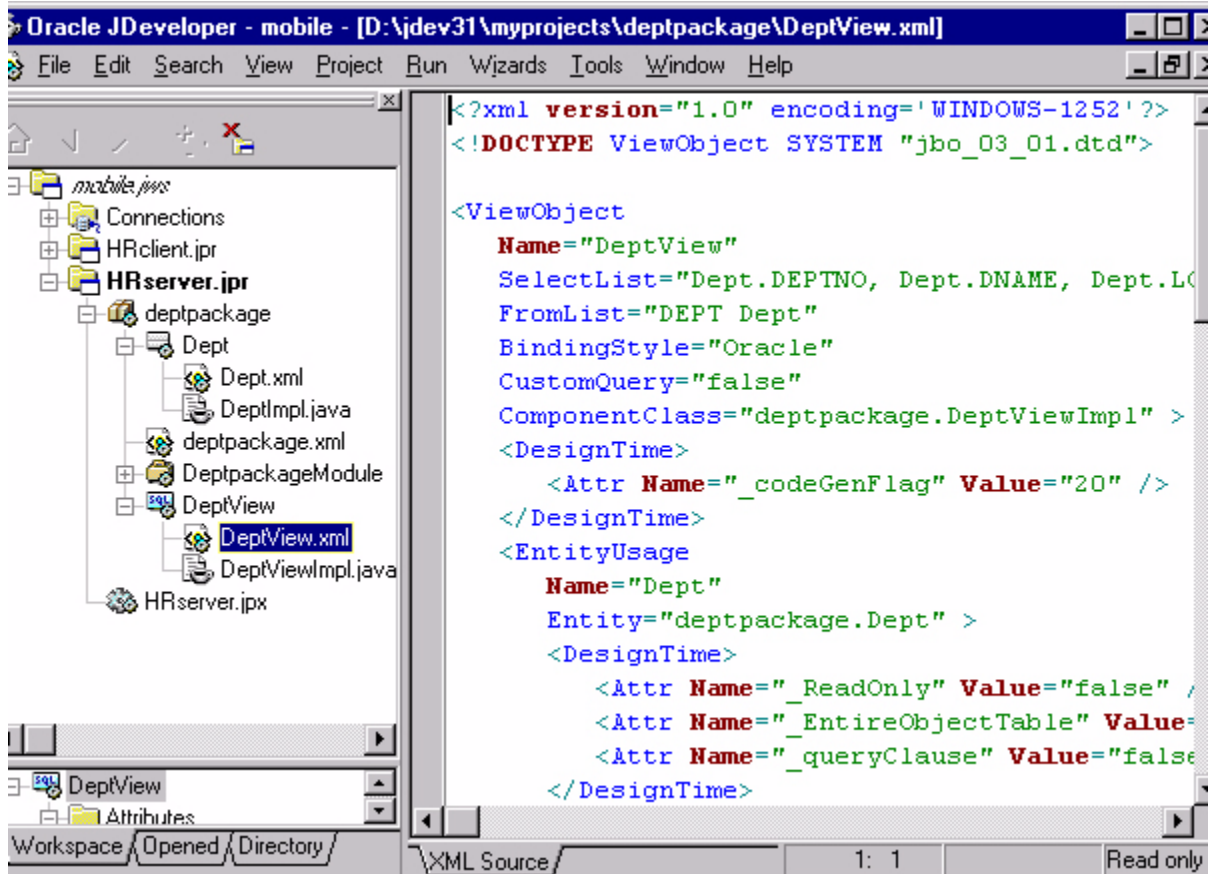 Oracle JDeveloper - mobile - [D:\jdev31\myprojects\deptpackage\DeptView.xml]
File Edit Search View Project Run Wizards Tools Window Help
mobile.jws
Connections
HRclient.jpr
HRserver.jpr
deptpackage
Dept
Dept.xml
DeptImpl.java
deptpackage.xml
DeptpackageModule
DeptView
DeptView.xml
DeptViewImpl.java
HRserver.jpx
DeptView
Attributes
Workspace Opened Directory
<?xml version="1.0" encoding='WINDOWS-1252'?>
<!DOCTYPE ViewObject SYSTEM "jbo_03_01.dtd">
<ViewObject
Name="DeptView"
SelectList="Dept.DEPTNO, Dept.DNAME, Dept.LO
FromList="DEPT Dept"
BindingStyle="Oracle"
CustomQuery="false"
ComponentClass="deptpackage.DeptViewImpl" >
<DesignTime>
<Attr Name="_codeGenFlag" Value="20" />
</DesignTime>
<EntityUsage
Name="Dept"
Entity="deptpackage.Dept" >
<DesignTime>
<Attr Name="_ReadOnly" Value="false" /
<Attr Name="_EntireObjectTable" Value=
<Attr Name="_queryClause" Value="false
</DesignTime>
XML Source 1: 1 Read only